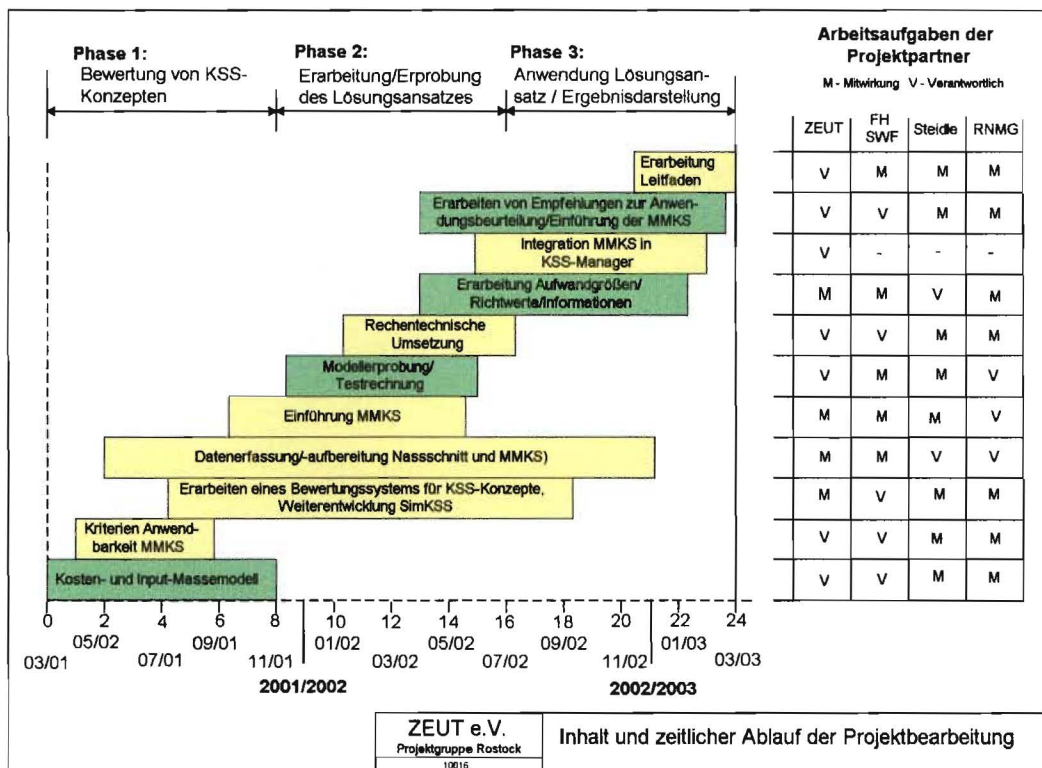 Phase 1:
Bewertung von KSS-
Konzepten
Phase 2:
Erarbeitung/Erprobung
des Lösungsansatzes
Phase 3:
Anwendung Lösungsan-
satz / Ergebnisdarstellung
Arbeitsaufgaben der
Projektpartner
M - Mitwirkung V - Verantwortlich
ZEUT FH SWF Steidle RNMG
Erarbeitung
Leitfaden
V M M M
Erarbeiten von Empfehlungen zur Anwen-
dungsbeurteilung/Einführung der MMKS
V V M M
Integration MMKS in
KSS-Manager
V - - -
Erarbeitung Aufwandgrößen/
Richtwerte/Informationen
M M V M
Rechentechnische
Umsetzung
V V M M
Modellerprobung/
Testrechnung
V M M V
Einführung MMKS
M M M V
Datenerfassung/-aufbereitung Nassschnitt und MMKS)
M M V V
Erarbeiten eines Bewertungssystems für KSS-Konzepte,
Weiterentwicklung SimKSS
M V M M
Kriterien Anwend-
barkeit MMKS
V V M M
Kosten- und Input-Massemodell
V V M M
0 2 4 6 8 10 12 14 16 18 20 22 24
05/02 09/01 01/02 05/02 09/02 01/03
03/01 07/01 11/01 03/02 07/02 11/02 03/03
2001/2002 2002/2003
ZEUT e.V.
Projektgruppe Rostock
10016
Inhalt und zeitlicher Ablauf der Projektbearbeitung